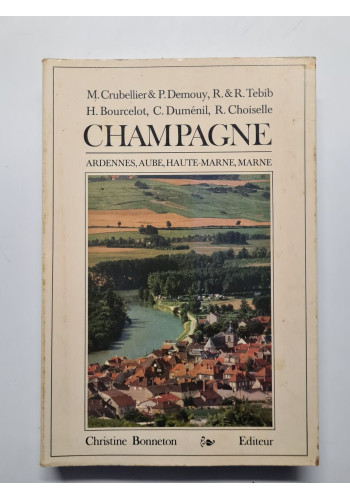 M. Crubellier & P. Demouy, R. & R. Tebib
H. Bourcelot, C. Duménil, R. Choiselle
CHAMPAGNE
ARDENNES, AUBE, HAUTE-MARNE, MARNE
Christine Bonneton Editeur